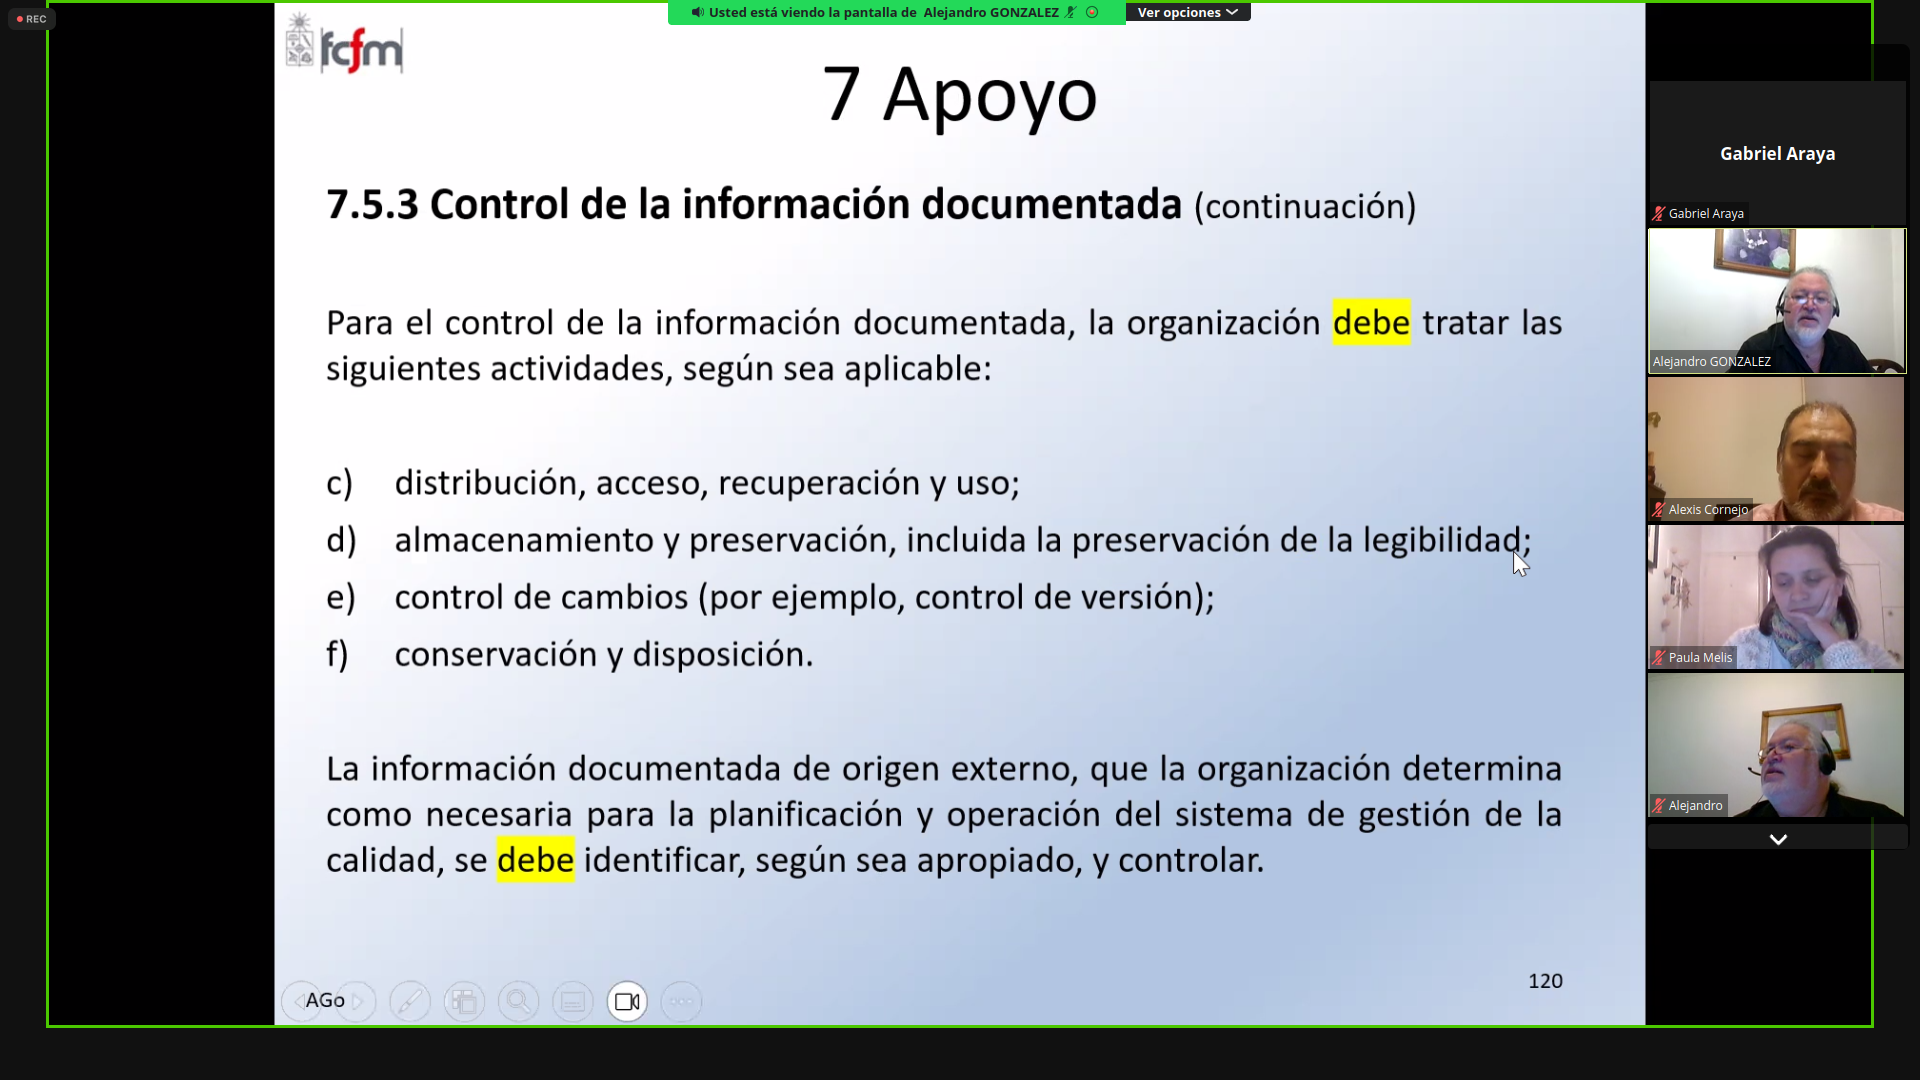 REC
Usted está viendo la pantalla de Alejandro GONZALEZ
Ver opciones
fcfm
7 Apoyo
7.5.3 Control de la información documentada (continuación)
Para el control de la información documentada, la organización debe tratar las
siguientes actividades, según sea aplicable:
c) distribución, acceso, recuperación y uso;
d) almacenamiento y preservación, incluida la preservación de la legibilidad;
e) control de cambios (por ejemplo, control de versión);
f) conservación y disposición.
La información documentada de origen externo, que la organización determina
como necesaria para la planificación y operación del sistema de gestión de la
calidad, se debe identificar, según sea apropiado, y controlar.
AGo
120
Gabriel Araya
Gabriel Araya
Alejandro GONZALEZ
Alexis Cornejo
Paula Melis
Alejandro